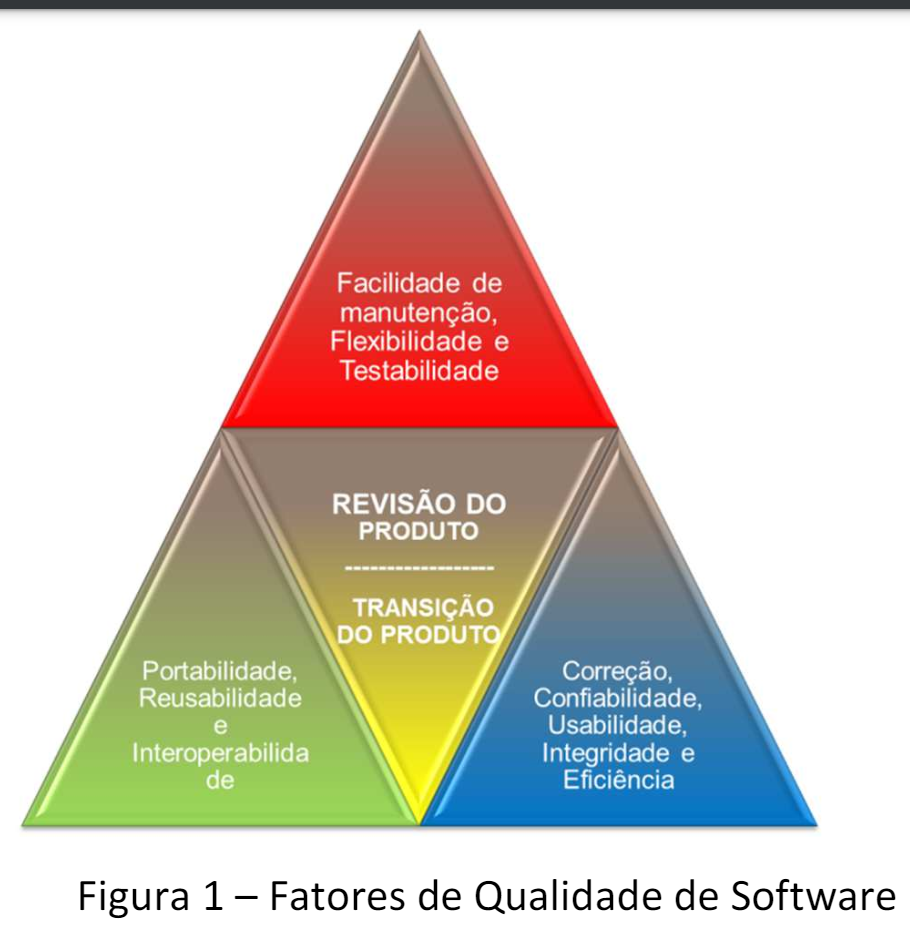 Facilidade de
manutenção,
Flexibilidade e
Testabilidade
REVISÃO DO
PRODUTO
------------------
TRANSIÇÃO
DO PRODUTO
Portabilidade,
Reusabilidade
e
Interoperabilida
de
Correção,
Confiabilidade,
Usabilidade,
Integridade e
Eficiência
Figura 1 – Fatores de Qualidade de Software